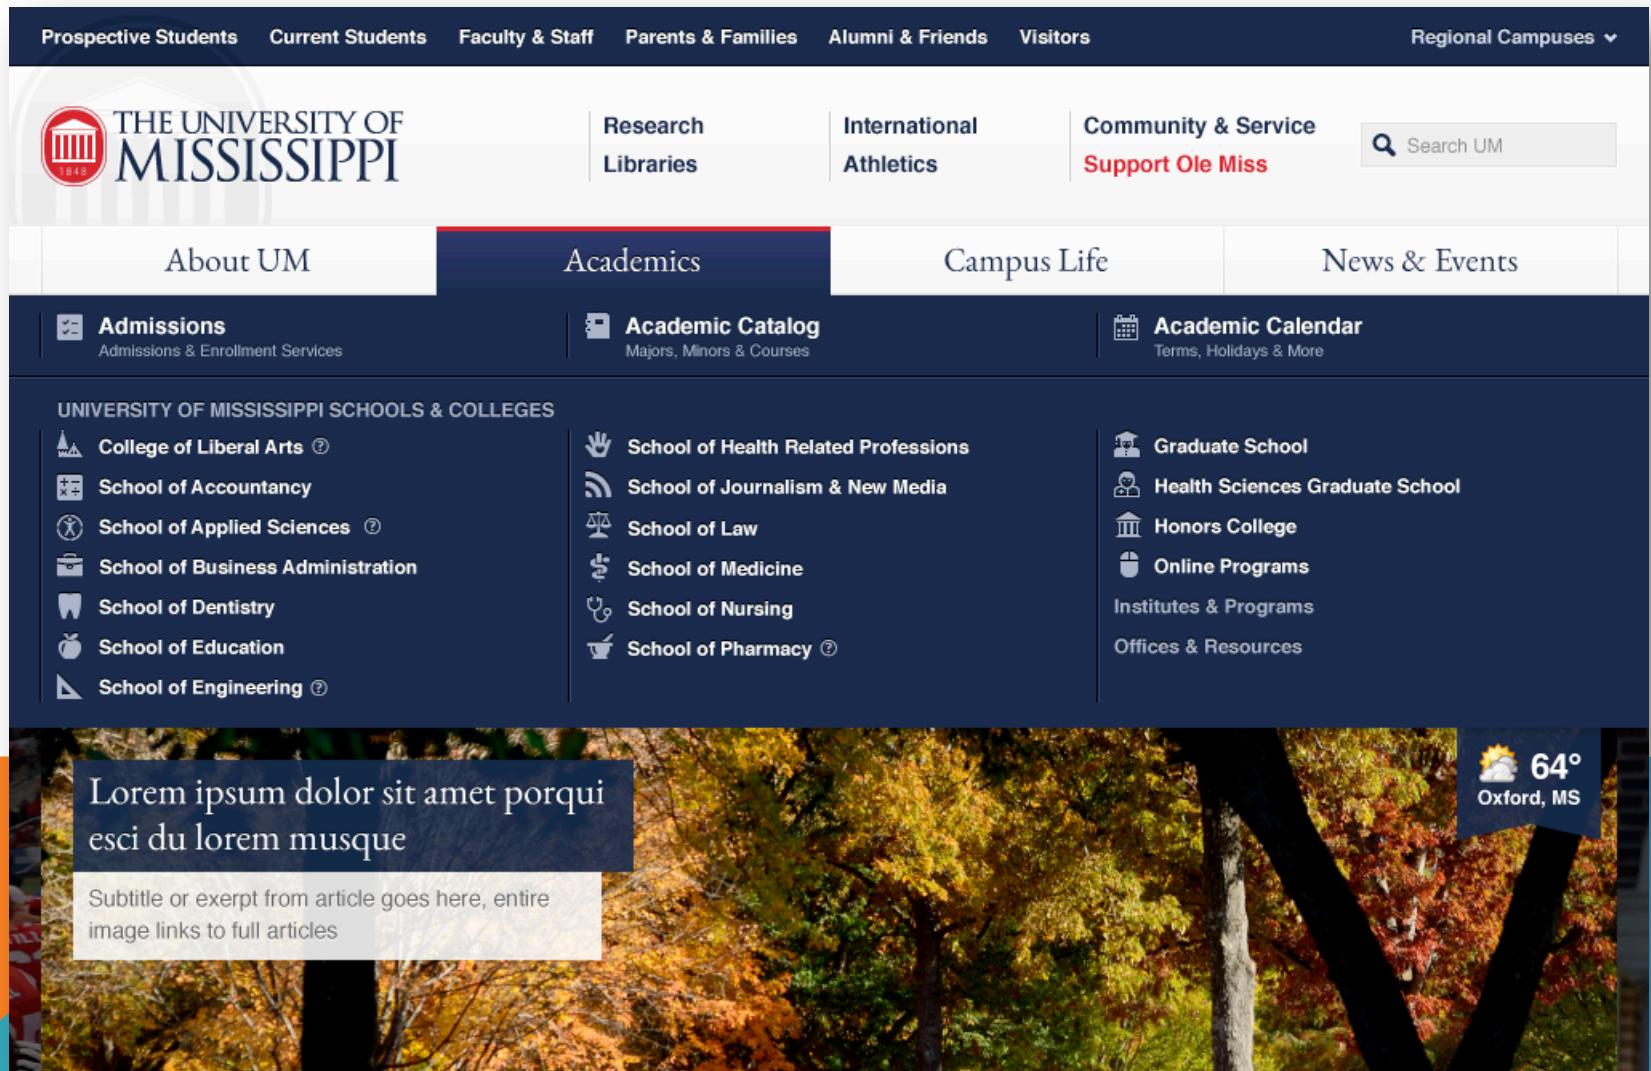 Prospective Students Current Students Faculty & Staff Parents & Families Alumni & Friends Visitors Regional Campuses
THE UNIVERSITY OF
MISSISSIPPI
1848
Research
Libraries
International
Athletics
Community & Service
Support Ole Miss
Search UM
About UM Academics Campus Life News & Events
Admissions
Admissions & Enrollment Services
Academic Catalog
Majors, Minors & Courses
Academic Calendar
Terms, Holidays & More
UNIVERSITY OF MISSISSIPPI SCHOOLS & COLLEGES
College of Liberal Arts ?
School of Accountancy
School of Applied Sciences ?
School of Business Administration
School of Dentistry
School of Education
School of Engineering ?
School of Health Related Professions
School of Journalism & New Media
School of Law
School of Medicine
School of Nursing
School of Pharmacy ?
Graduate School
Health Sciences Graduate School
Honors College
Online Programs
Institutes & Programs
Offices & Resources
Lorem ipsum dolor sit amet porqui
esci du lorem musque
Subtitle or exerpt from article goes here, entire
image links to full articles
64°
Oxford, MS